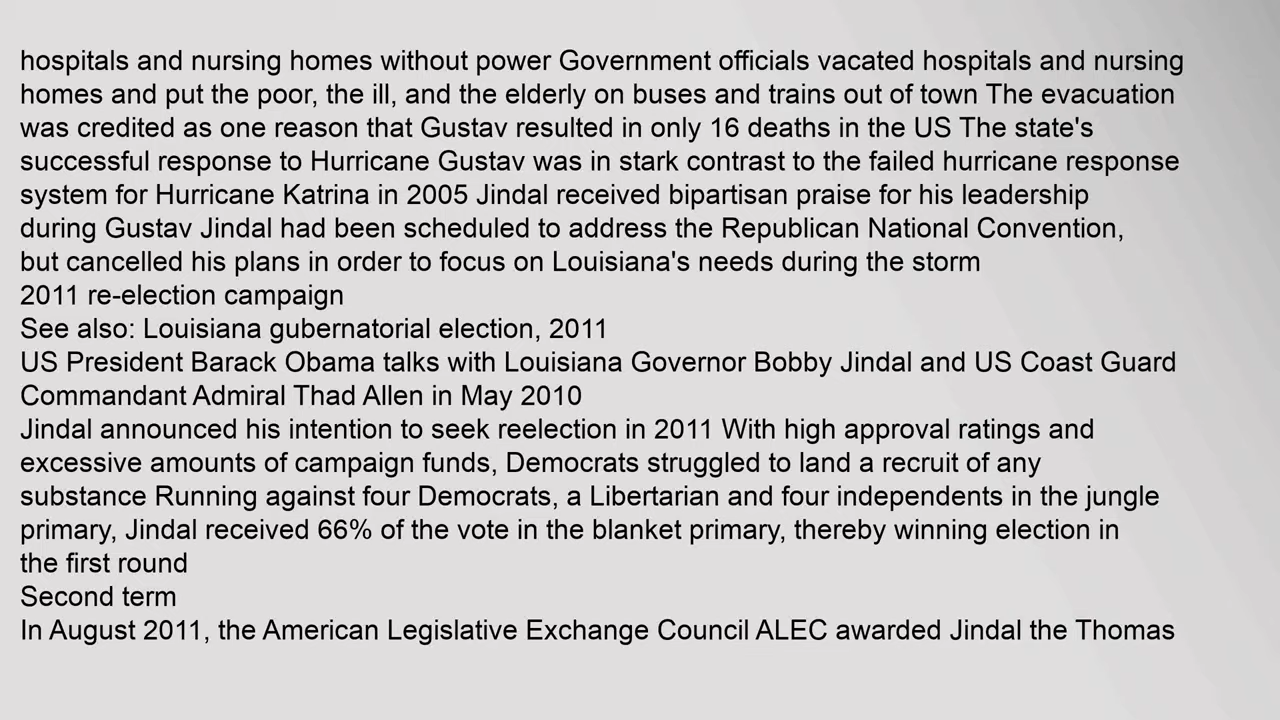 hospitals and nursing homes without power Government officials vacated hospitals and nursing
homes and put the poor, the ill, and the elderly on buses and trains out of town The evacuation
was credited as one reason that Gustav resulted in only 16 deaths in the US The state's
successful response to Hurricane Gustav was in stark contrast to the failed hurricane response
system for Hurricane Katrina in 2005 Jindal received bipartisan praise for his leadership
during Gustav Jindal had been scheduled to address the Republican National Convention,
but cancelled his plans in order to focus on Louisiana's needs during the storm
2011 re-election campaign
See also: Louisiana gubernatorial election, 2011
US President Barack Obama talks with Louisiana Governor Bobby Jindal and US Coast Guard
Commandant Admiral Thad Allen in May 2010
Jindal announced his intention to seek reelection in 2011 With high approval ratings and
excessive amounts of campaign funds, Democrats struggled to land a recruit of any
substance Running against four Democrats, a Libertarian and four independents in the jungle
primary, Jindal received 66% of the vote in the blanket primary, thereby winning election in
the first round
Second term
In August 2011, the American Legislative Exchange Council ALEC awarded Jindal the Thomas